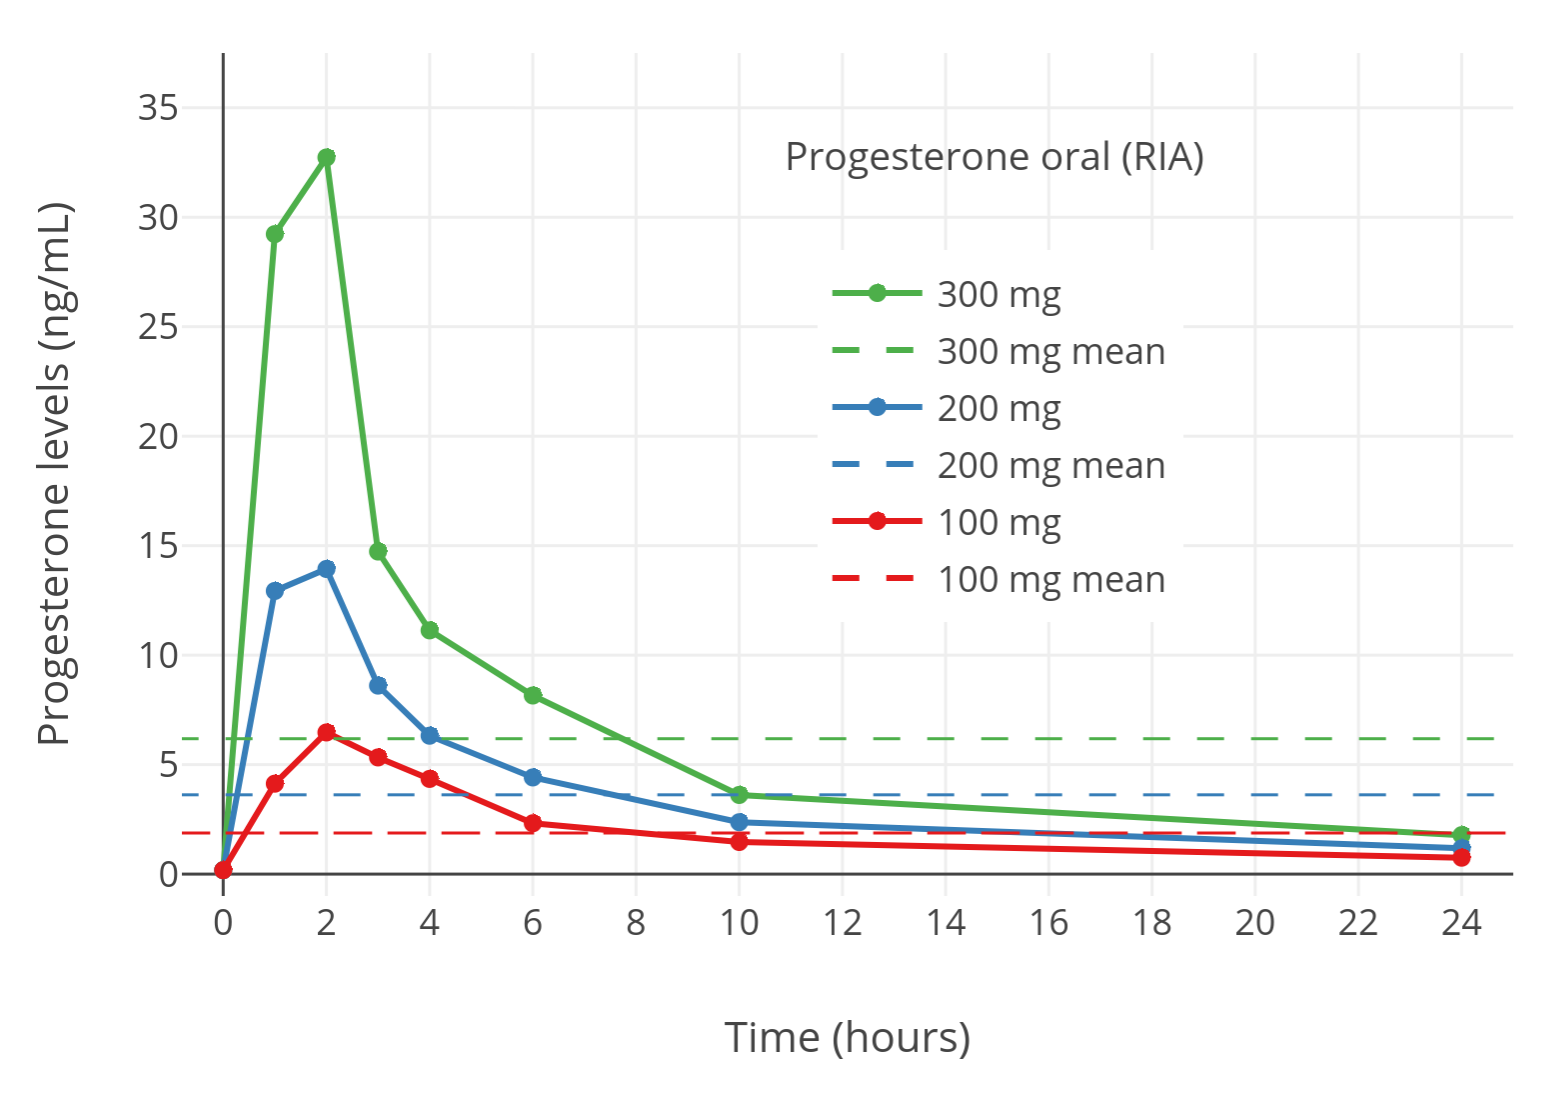 Progesterone levels (ng/mL)
35
30
25
20
15
10
5
0
Progesterone oral (RIA)
300 mg
300 mg mean
200 mg
200 mg mean
100 mg
100 mg mean
0 2 4 6 8 10 12 14 16 18 20 22 24
Time (hours)